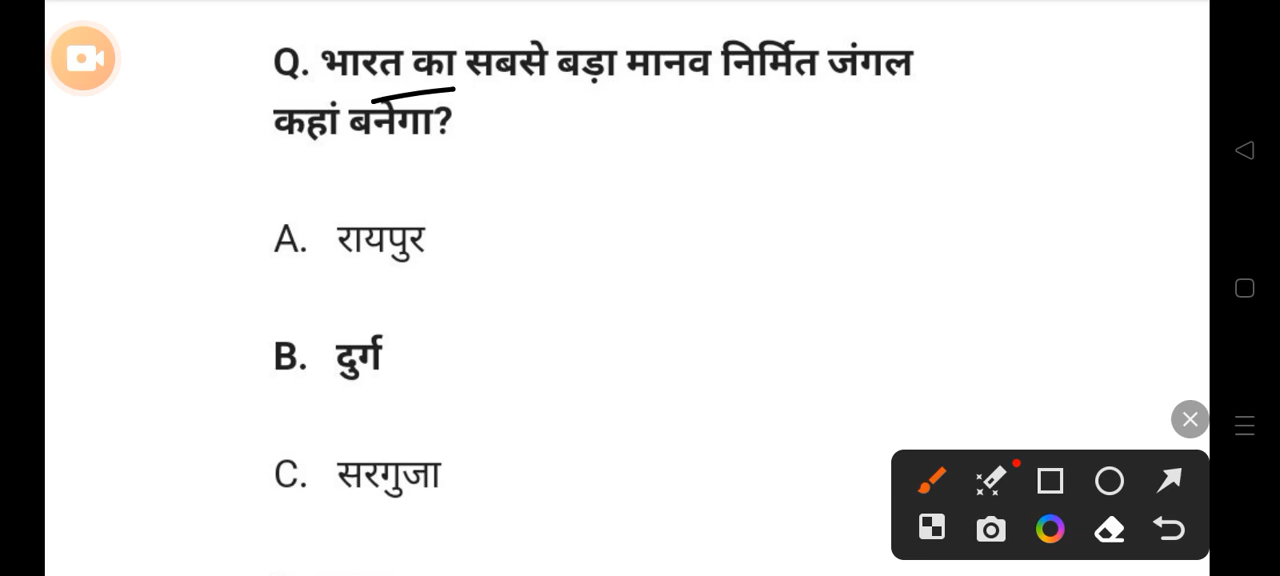 Q. भारत का सबसे बड़ा मानव निर्मित जंगल
कहां बनेगा?
A. रायपुर
B. दुर्ग
C. सरगुजा